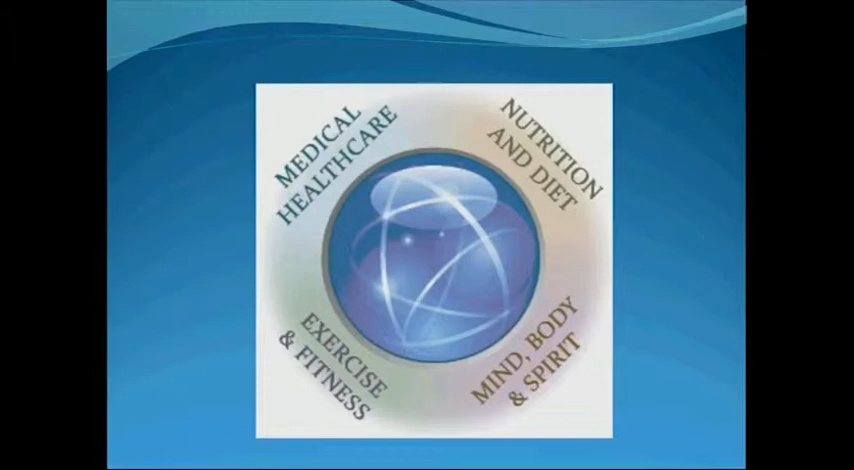 MEDICAL
HEALTHCARE
NUTRITION
AND DIET
EXERCISE
& FITNESS
MIND, BODY
& SPIRIT